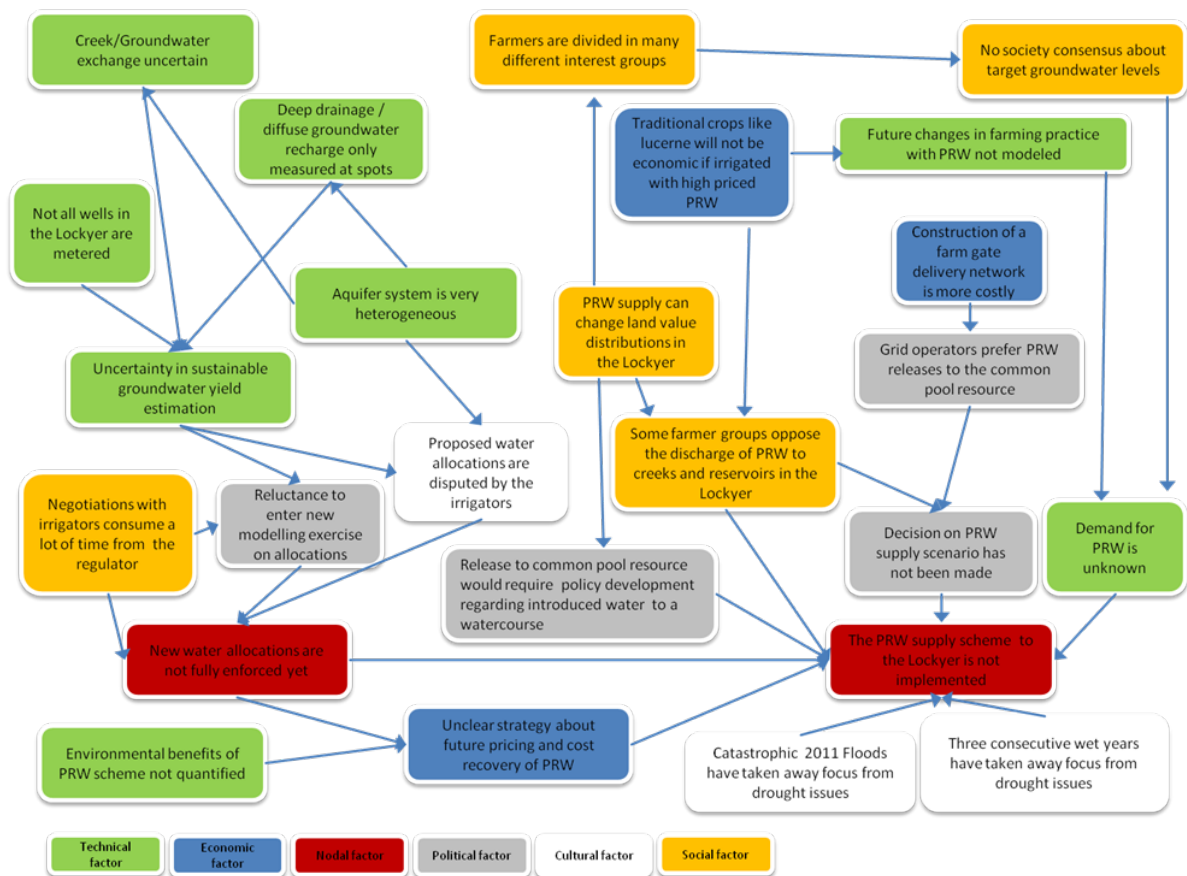 Creek/Groundwater
exchange uncertain
Farmers are divided in many
different interest groups
No society consensus about
target groundwater levels
Deep drainage /
diffuse groundwater
recharge only
measured at spots
Traditional crops like
lucerne will not be
economic if irrigated
with high priced
PRW
Future changes in farming practice
with PRW not modeled
Not all wells in
the Lockyer are
metered
Construction of a
farm gate
delivery network
is more costly
Aquifer system is very
heterogeneous
PRW supply can
change land value
distributions in
the Lockyer
Grid operators prefer PRW
releases to the common
pool resource
Uncertainty in sustainable
groundwater yield
estimation
Proposed water
allocations are
disputed by the
irrigators
Some farmer groups oppose
the discharge of PRW to
creeks and reservoirs in the
Lockyer
Negotiations with
irrigators consume a
lot of time from the
regulator
Reluctance to
enter new
modelling exercise
on allocations
Decision on PRW
supply scenario has
not been made
Demand for
PRW is
unknown
Release to common pool resource
would require policy development
regarding introduced water to a
watercourse
New water allocations are
not fully enforced yet
The PRW supply scheme to
the Lockyer is not
implemented
Unclear strategy about
future pricing and cost
recovery of PRW
Environmental benefits of
PRW scheme not quantified
Catastrophic 2011 Floods
have taken away focus from
drought issues
Three consecutive wet years
have taken away focus from
drought issues
Technical
factor
Economic
factor
Nodal factor
Political factor
Cultural factor
Social factor